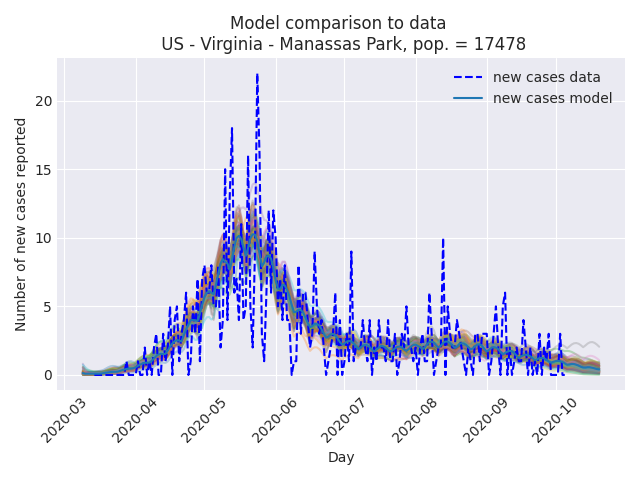 Model comparison to data
US - Virginia - Manassas Park, pop. = 17478
new cases data
new cases model
Number of new cases reported
20
15
10
5
0
2020-03
2020-04
2020-05
2020-06
2020-07
2020-08
2020-09
2020-10
Day